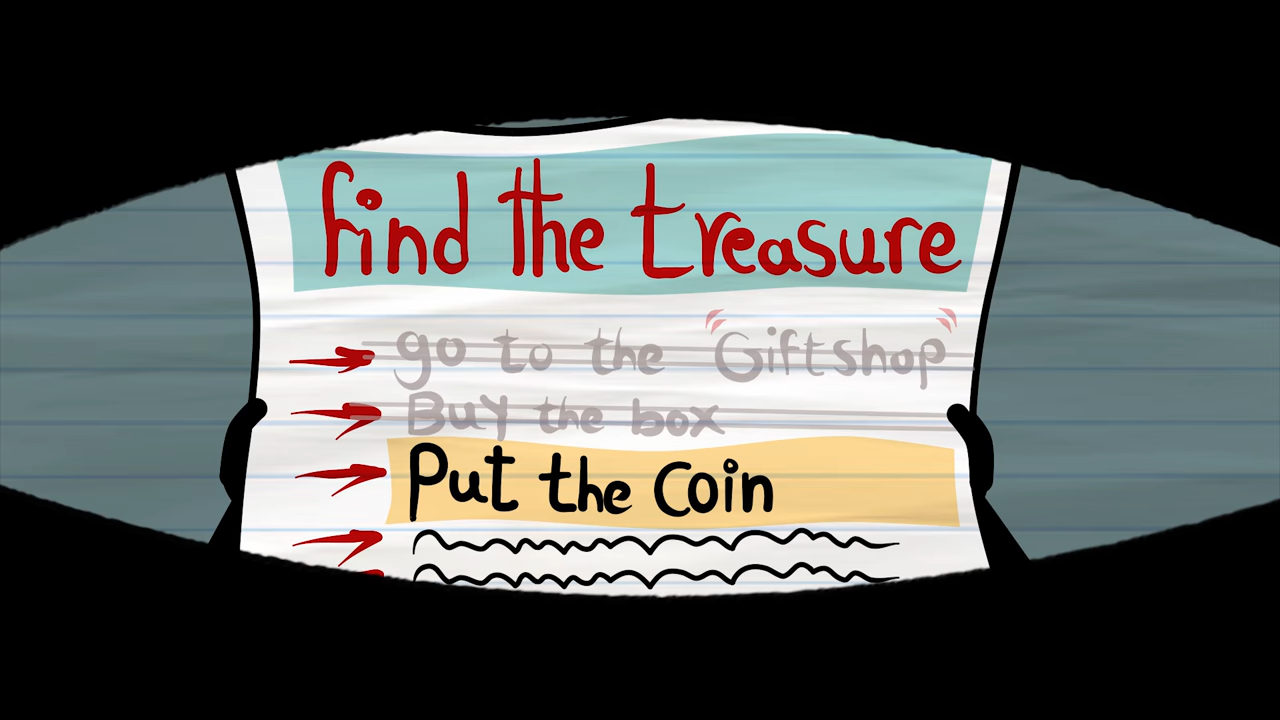 find the treasure
go to the "Giftshop"
Buy the box
Put the Coin